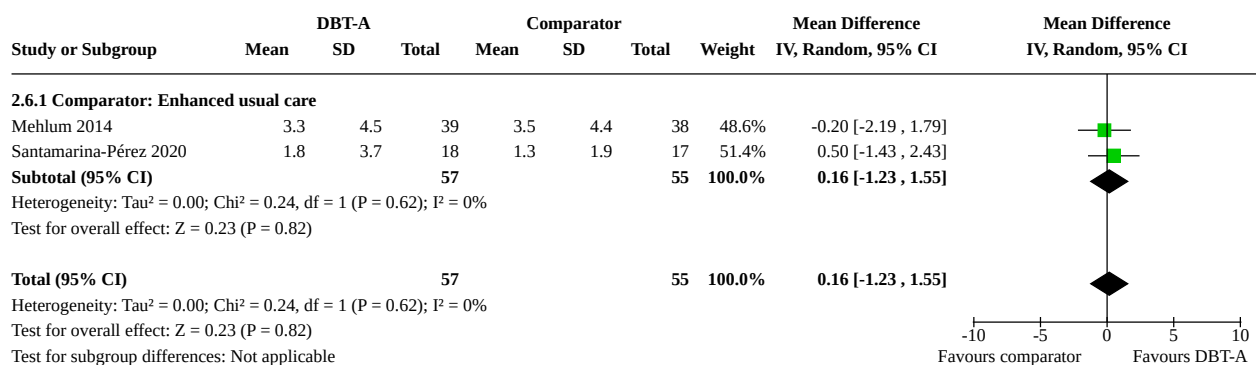 DBT-A Comparator Mean Difference Mean Difference
Study or Subgroup Mean SD Total Mean SD Total Weight IV, Random, 95% CI IV, Random, 95% CI
2.6.1 Comparator: Enhanced usual care
Mehlum 2014 3.3 4.5 39 3.5 4.4 38 48.6% -0.20 [-2.19 , 1.79]
Santamarina-Pérez 2020 1.8 3.7 18 1.3 1.9 17 51.4% 0.50 [-1.43 , 2.43]
Subtotal (95% CI) 57 55 100.0% 0.16 [-1.23 , 1.55]
Heterogeneity: Tau² = 0.00; Chi² = 0.24, df = 1 (P = 0.62); I² = 0%
Test for overall effect: Z = 0.23 (P = 0.82)
Total (95% CI) 57 55 100.0% 0.16 [-1.23 , 1.55]
Heterogeneity: Tau² = 0.00; Chi² = 0.24, df = 1 (P = 0.62); I² = 0%
Test for overall effect: Z = 0.23 (P = 0.82) -10 -5 0 5 10
Test for subgroup differences: Not applicable Favours comparator Favours DBT-A